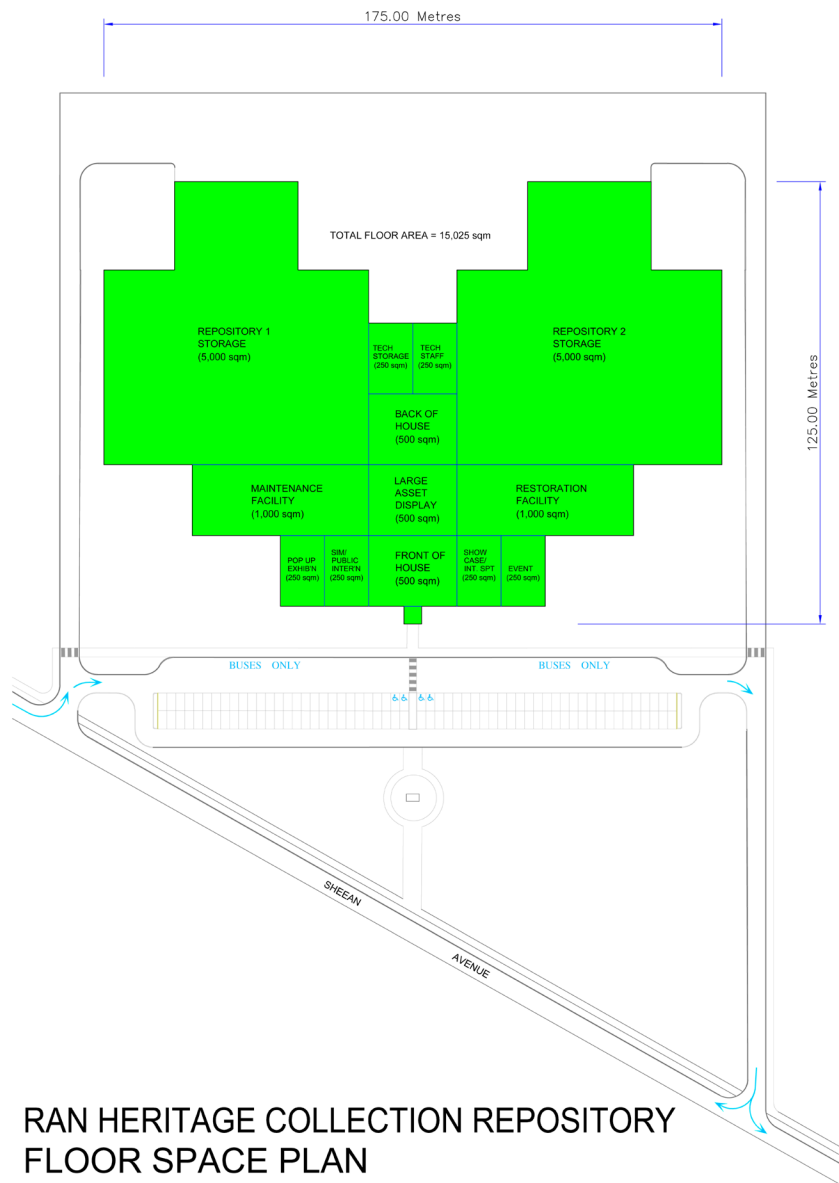 175.00 Metres
TOTAL FLOOR AREA = 15,025 sqm
REPOSITORY 1
STORAGE
(5,000 sqm)
TECH
STORAGE
(250 sqm)
TECH
STAFF
(250 sqm)
REPOSITORY 2
STORAGE
(5,000 sqm)
125.00 Metres
BACK OF
HOUSE
(500 sqm)
MAINTENANCE
FACILITY
(1,000 sqm)
LARGE
ASSET
DISPLAY
(500 sqm)
RESTORATION
FACILITY
(1,000 sqm)
POP UP
EXHIB'N
(250 sqm)
SIM/
PUBLIC
INTER'N
(250 sqm)
FRONT OF
HOUSE
(500 sqm)
SHOW
CASE/
INT. SPT
(250 sqm)
EVENT
(250 sqm)
BUSES ONLY
BUSES ONLY
SHEEAN
AVENUE
RAN HERITAGE COLLECTION REPOSITORY
FLOOR SPACE PLAN